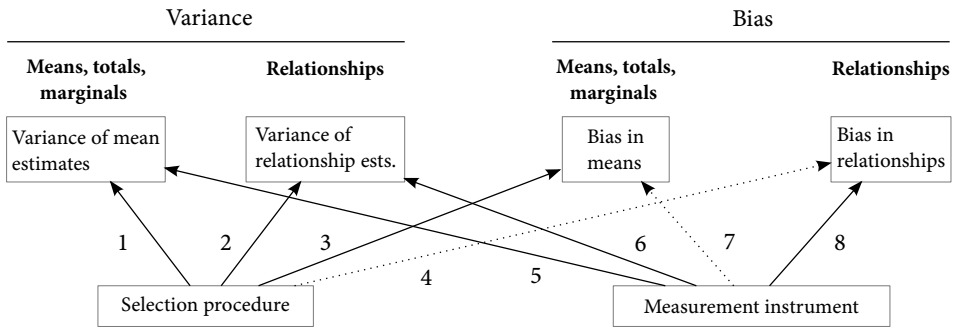 Variance
Bias
Means, totals,
marginals
Relationships
Means, totals,
marginals
Relationships
Variance of mean
estimates
Variance of
relationship ests.
Bias in
means
Bias in
relationships
1
2
3
4
5
6
7
8
Selection procedure
Measurement instrument